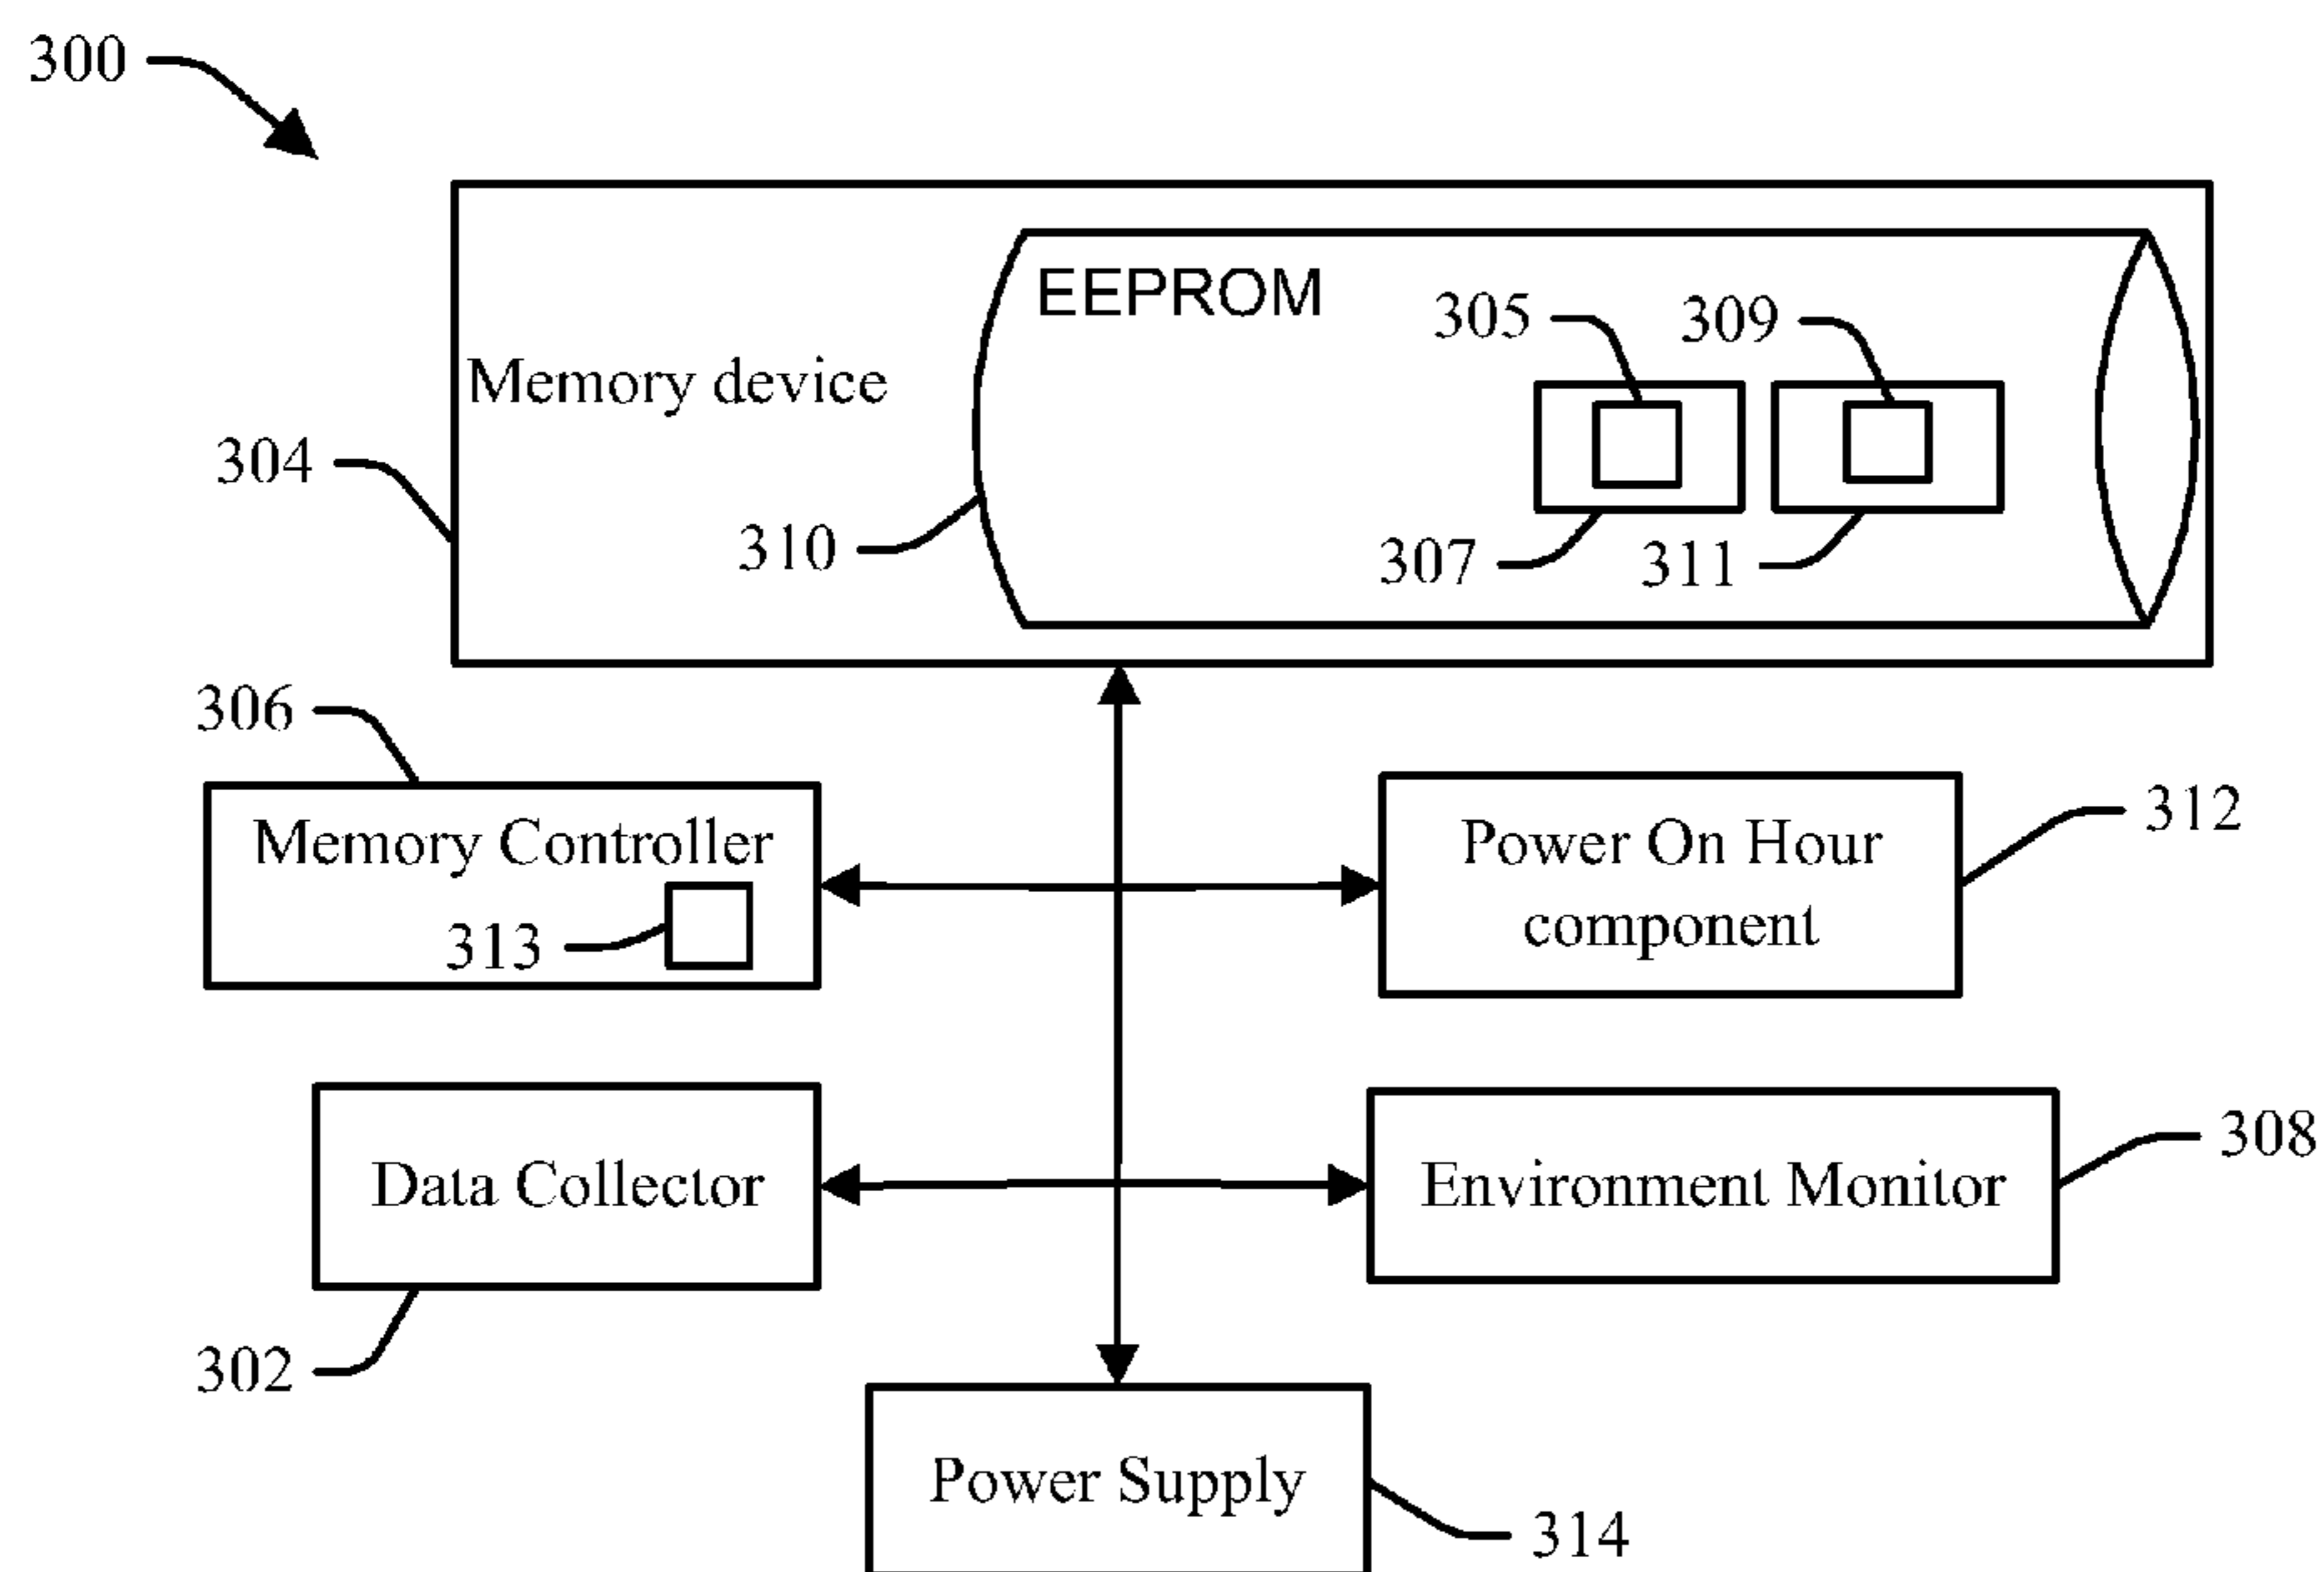 300
EEPROM
305
309
Memory device
304
310
307
311
306
Memory Controller
313
Power On Hour
component
312
Data Collector
302
Environment Monitor
308
Power Supply
314